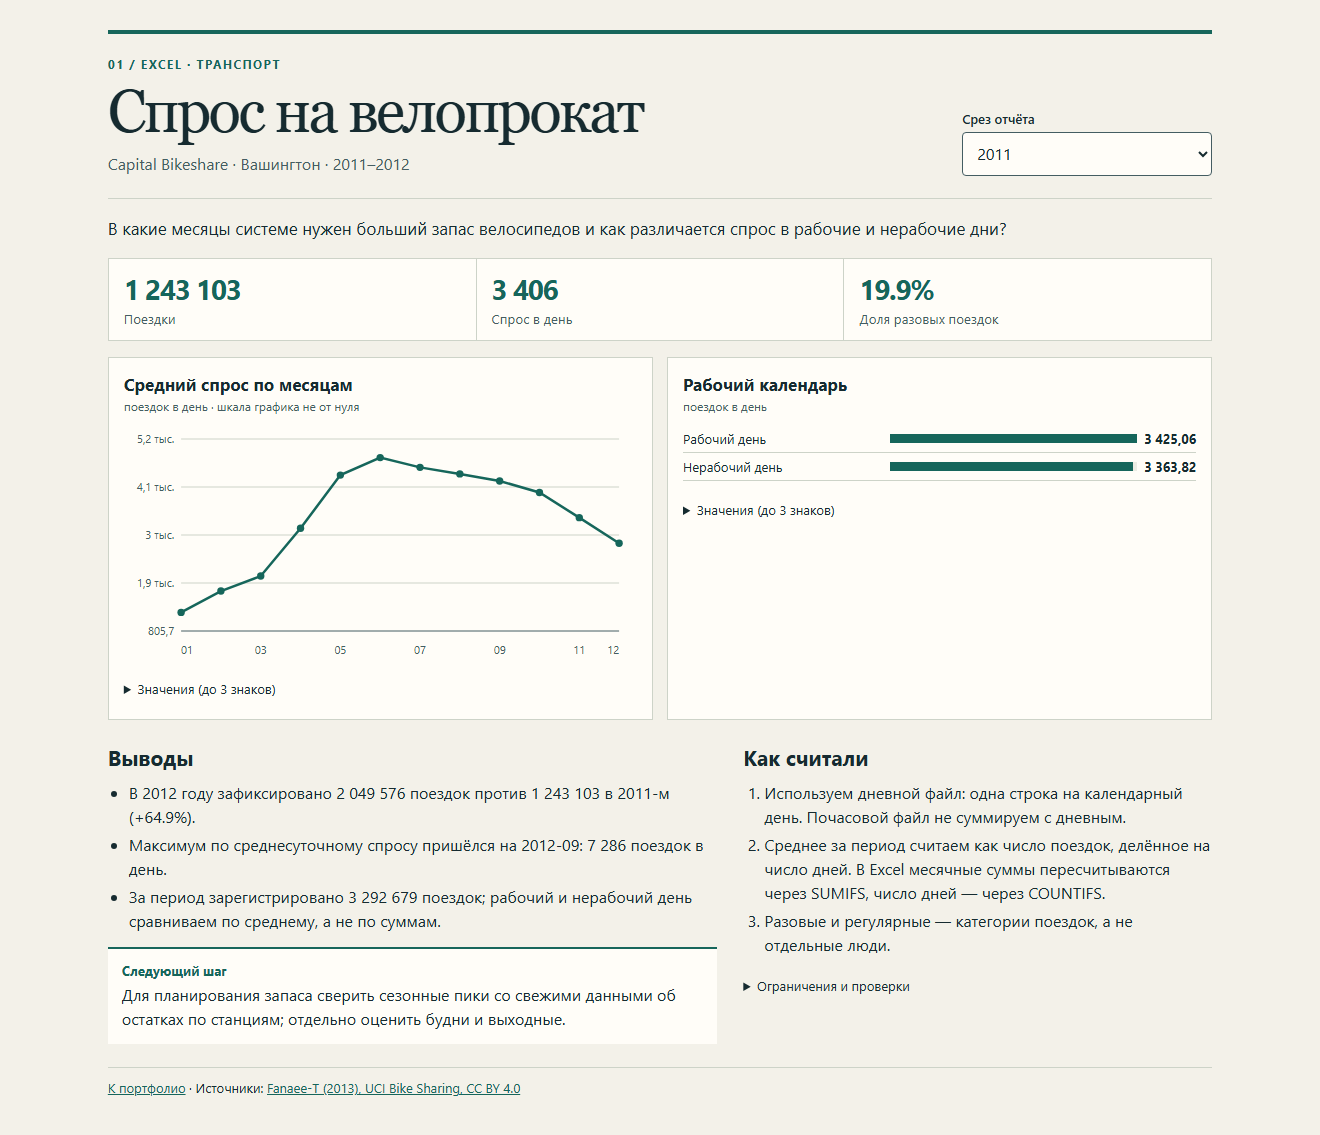 01 / EXCEL · ТРАНСПОРТ
Спрос на велопрокат
Capital Bikeshare · Вашингтон · 2011–2012
Срез отчёта
2011
В какие месяцы системе нужен больший запас велосипедов и как различается спрос в рабочие и нерабочие дни?
1 243 103
Поездки
3 406
Спрос в день
19.9%
Доля разовых поездок
Средний спрос по месяцам
поездок в день · шкала графика не от нуля
5,2 тыс.
4,1 тыс.
3 тыс.
1,9 тыс.
805,7
01 03 05 07 09 11 12
▶ Значения (до 3 знаков)
Рабочий календарь
поездок в день
Рабочий день 3 425,06
Нерабочий день 3 363,82
▶ Значения (до 3 знаков)
Выводы
• В 2012 году зафиксировано 2 049 576 поездок против 1 243 103 в 2011-м
(+64.9%).
• Максимум по среднесуточному спросу пришёлся на 2012-09: 7 286 поездок в
день.
• За период зарегистрировано 3 292 679 поездок; рабочий и нерабочий день
сравниваем по среднему, а не по суммам.
Следующий шаг
Для планирования запаса сверить сезонные пики со свежими данными об
остатках по станциям; отдельно оценить будни и выходные.
Как считали
1. Используем дневной файл: одна строка на календарный
день. Почасовой файл не суммируем с дневным.
2. Среднее за период считаем как число поездок, делённое на
число дней. В Excel месячные суммы пересчитываются
через SUMIFS, число дней — через COUNTIFS.
3. Разовые и регулярные — категории поездок, а не
отдельные люди.
▶ Ограничения и проверки
К портфолио · Источники: Fanaee-T (2013), UCI Bike Sharing, CC BY 4.0